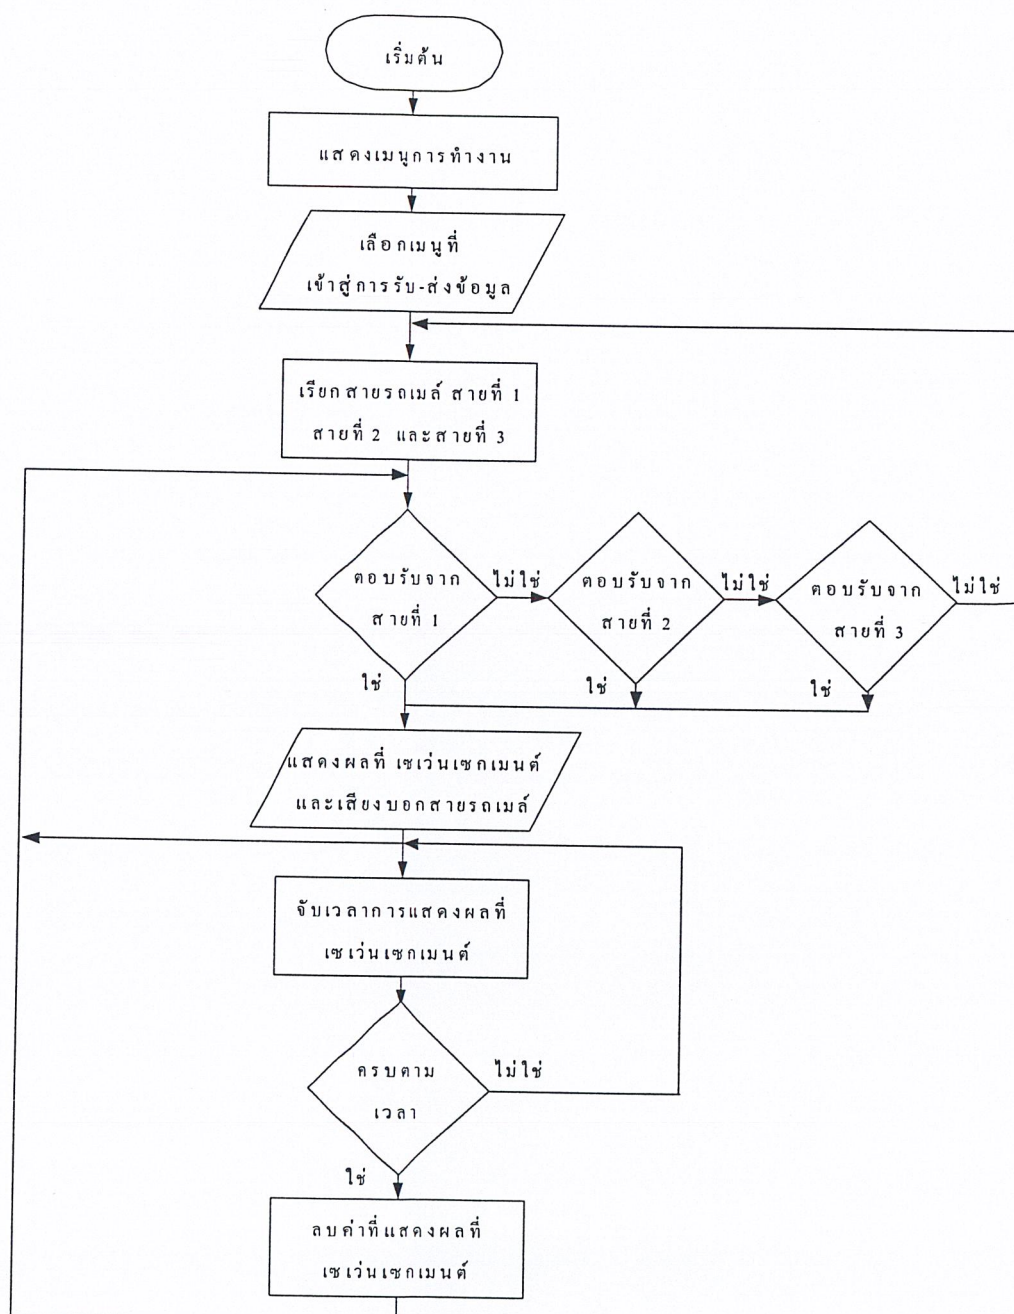 เริ่มต้น
แสดงเมนูการทำงาน
เลือกเมนูที่
เข้าสู่การรับ-ส่งข้อมูล
เรียกสายรถเมล์ สายที่ 1
สายที่ 2 และสายที่ 3
ตอบรับจาก
สายที่ 1
ไม่ใช่
ตอบรับจาก
สายที่ 2
ไม่ใช่
ตอบรับจาก
สายที่ 3
ไม่ใช่
ใช่
ใช่
ใช่
แสดงผลที่ เซเว่นเซกเมนต์
และเสียงบอกสายรถเมล์
จับเวลาการแสดงผลที่
เซเว่นเซกเมนต์
ครบตาม
เวลา
ไม่ใช่
ใช่
ลบค่าที่แสดงผลที่
เซเว่นเซกเมนต์